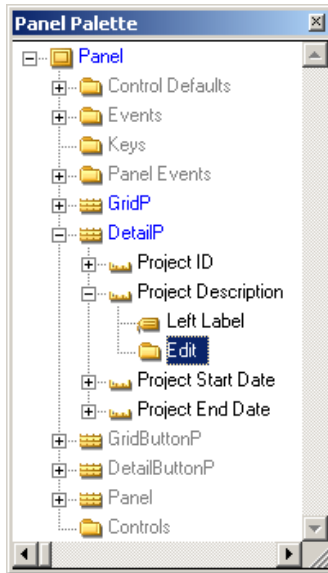 Panel Palette
Panel
Control Defaults
Events
Keys
Panel Events
GridP
DetailP
Project ID
Project Description
Left Label
Edit
Project Start Date
Project End Date
GridButtonP
DetailButtonP
Panel
Controls